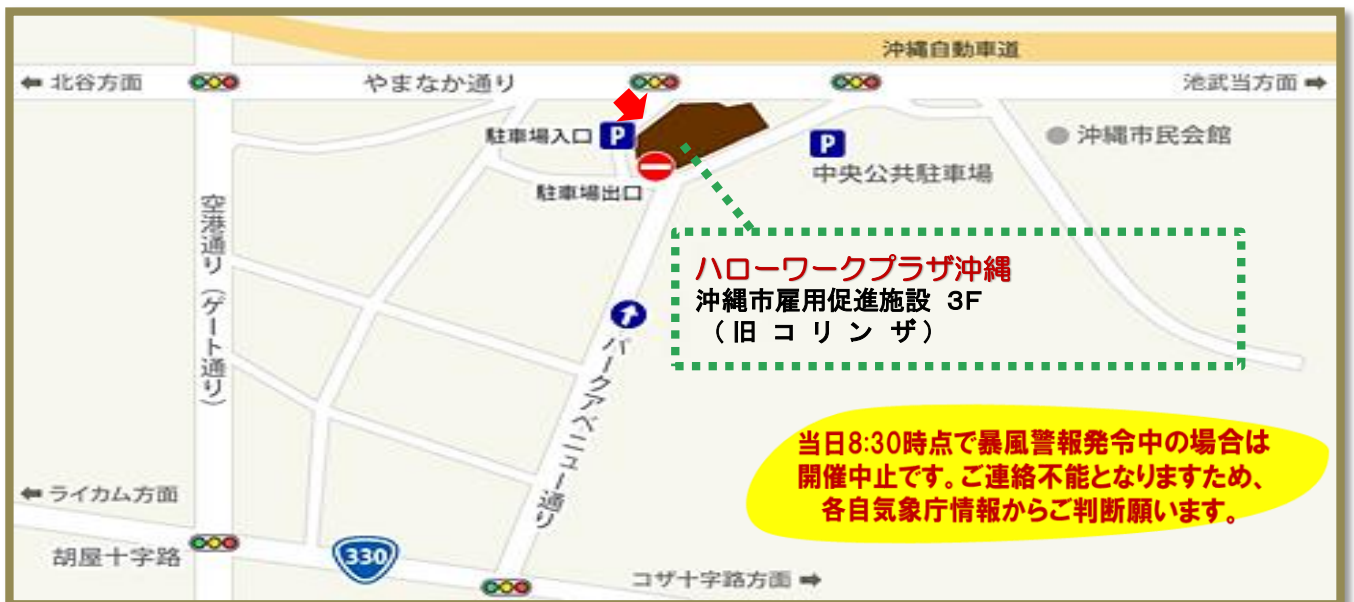 沖縄自動車道
⬅ 北谷方面
やまなか通り
池武当方面 ➡
駐車場入口 P
P
沖縄市民会館
中央公共駐車場
駐車場出口
空港通り（ゲート通り）
ハローワークプラザ沖縄
沖縄市雇用促進施設 3F
（旧コリンザ）
パークアベニュー通り
当日8:30時点で暴風警報発令中の場合は
開催中止です。ご連絡不能となりますため、
各自気象庁情報からご判断願います。
⬅ ライカム方面
胡屋十字路
330
コザ十字路方面 ➡